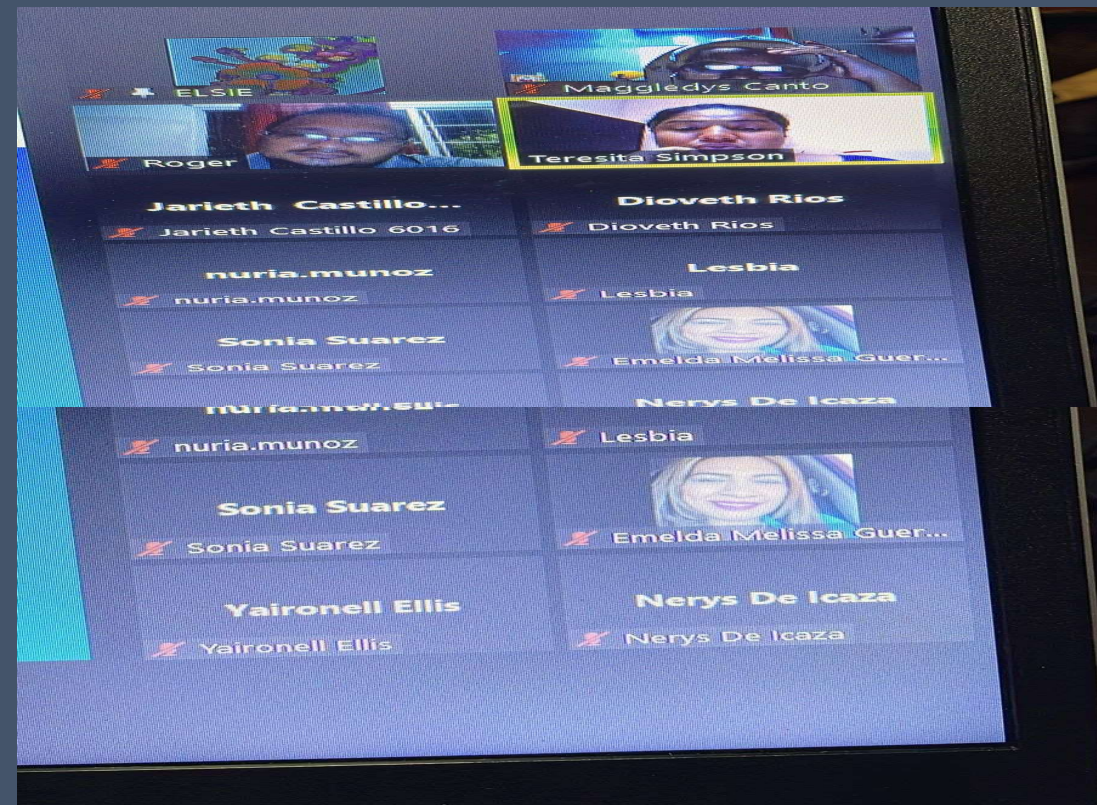 ELSIE
Maggledys Canto
Roger
Teresita Simpson
Jarieth Castillo...
Dioveth Rios
Jarieth Castillo 6016
Dioveth Rios
nuria.munoz
Lesbia
nuria.munoz
Lesbia
Sonia Suarez
Sonia Suarez
Emelda Melissa Guer...
Nerys De Icaza
nuria.munoz
Lesbia
Sonia Suarez
Sonia Suarez
Emelda Melissa Guer...
Yaironell Ellis
Nerys De Icaza
Yaironell Ellis
Nerys De Icaza